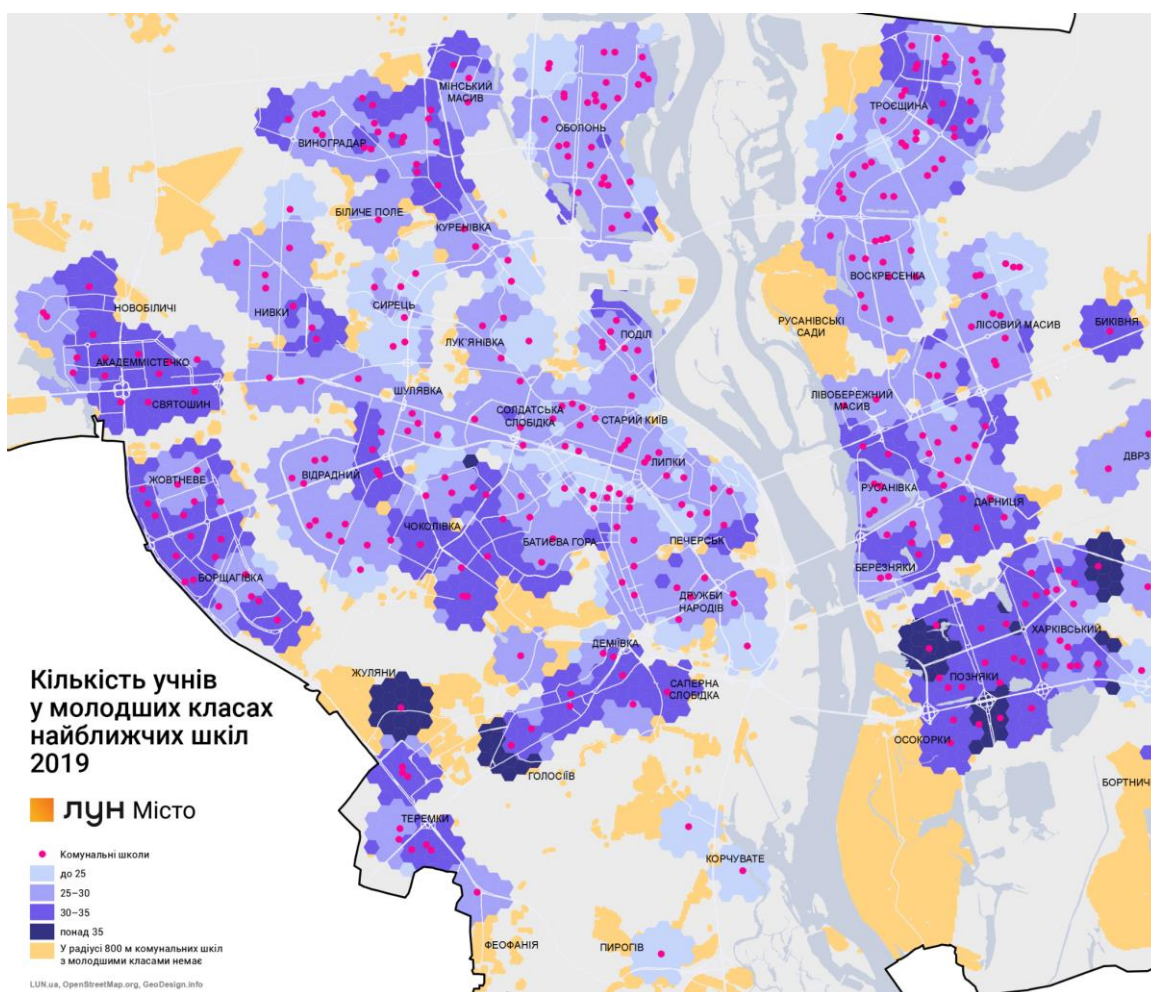 МІНСЬКИЙ
МАСИВ
ВИНОГРАДАР
ОБОЛОНЬ
ТРОЄЩИНА
БІЛИЧЕ ПОЛЕ
КУРЕНІВКА
НОВОБІЛИЧІ
НИВКИ
СИРЕЦЬ
ЛУК'ЯНІВКА
ПОДІЛ
РУСАНІВСЬКІ
САДИ
ВОСКРЕСЕНКА
ЛІСОВИЙ МАСИВ
БИКІВНЯ
АКАДЕММІСТЕЧКО
СВЯТОШИН
ШУЛЯВКА
СОЛДАТСЬКА
СЛОБІДКА
СТАРИЙ КИЇВ
ЛІВОБЕРЕЖНИЙ
МАСИВ
ЖОВТНЕВЕ
ВІДРАДНИЙ
ЛИПКИ
РУСАНІВКА
ДАРНИЦЯ
ДВРЗ
ЧОКОЛІВКА
БАТИЄВА ГОРА
ПЕЧЕРСЬК
БЕРЕЗНЯКИ
БОРЩАГІВКА
ДРУЖБИ
НАРОДІВ
ХАРКІВСЬКИЙ
ДЕМІЇВКА
ЖУЛЯНИ
САПЕРНА
СЛОБІДКА
ПОЗНЯКИ
ОСОКОРКИ
ГОЛОСІЇВ
БОРТНИЧІ
ТЕРЕМКИ
КОРЧУВАТЕ
ФЕОФАНІЯ
ПИРОГІВ
Кількість учнів
у молодших класах
найближчих шкіл
2019
ЛУН Місто
Комунальні школи
до 25
25–30
30–35
понад 35
У радіусі 800 м комунальних шкіл
з молодшими класами немає
LUN.ua, OpenStreetMap.org, GeoDesign.info